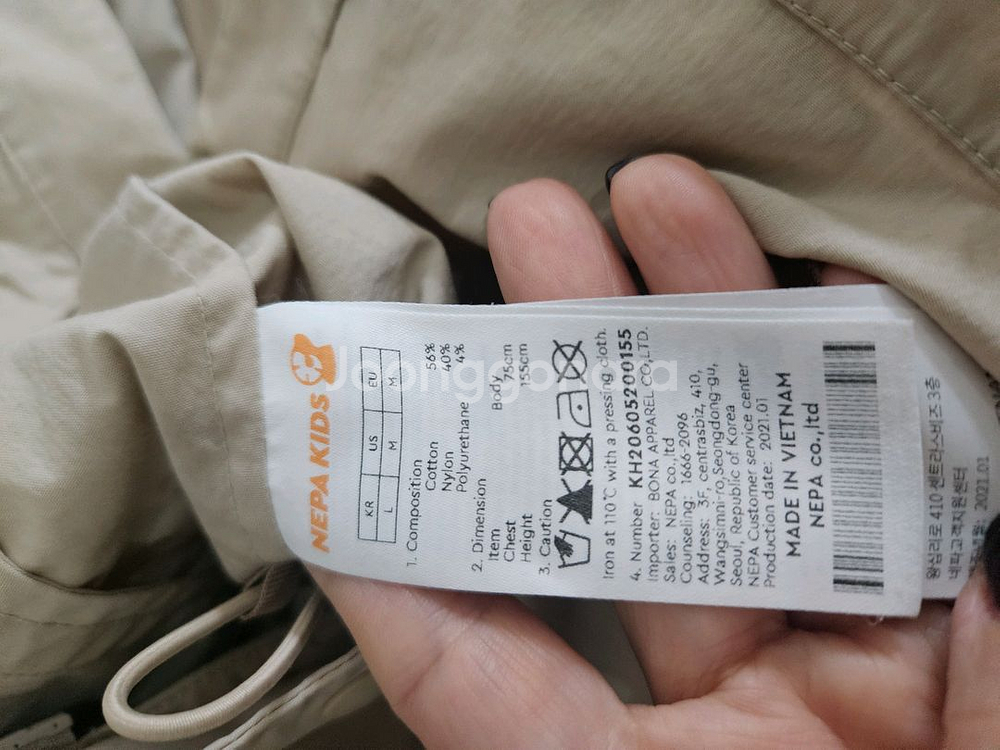 NEPA KIDS
KR US EU
L M M
1. Composition
Cotton 56%
Nylon 40%
Polyurethane 4%
2. Dimension
Item Body
Chest 75cm
Height 155cm
3. Caution
Iron at 110℃ with a pressing cloth.
4. Number KH20605200155
Importer: BONA APPAREL CO.,LTD.
Sales: NEPA co.,ltd
Counseling: 1666-2096
Address: 3F, centrasbiz, 410,
Wangsimni-ro, Seongdong-gu,
Seoul, Republic of Korea
NEPA Customer service center
Production date: 2021.01
MADE IN VIETNAM
NEPA co.,ltd
왕십리로 410 센트라스비즈 3층
네파고객지원센터
2021.01
Joonggonara